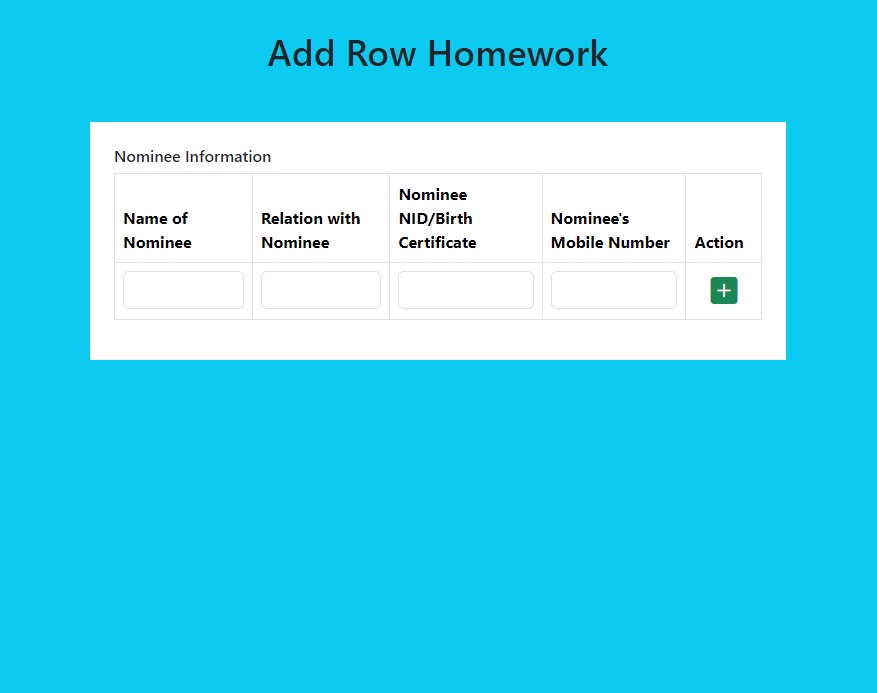 Add Row Homework
Nominee Information
Name of
Nominee
Relation with
Nominee
Nominee
NID/Birth
Certificate
Nominee's
Mobile Number
Action